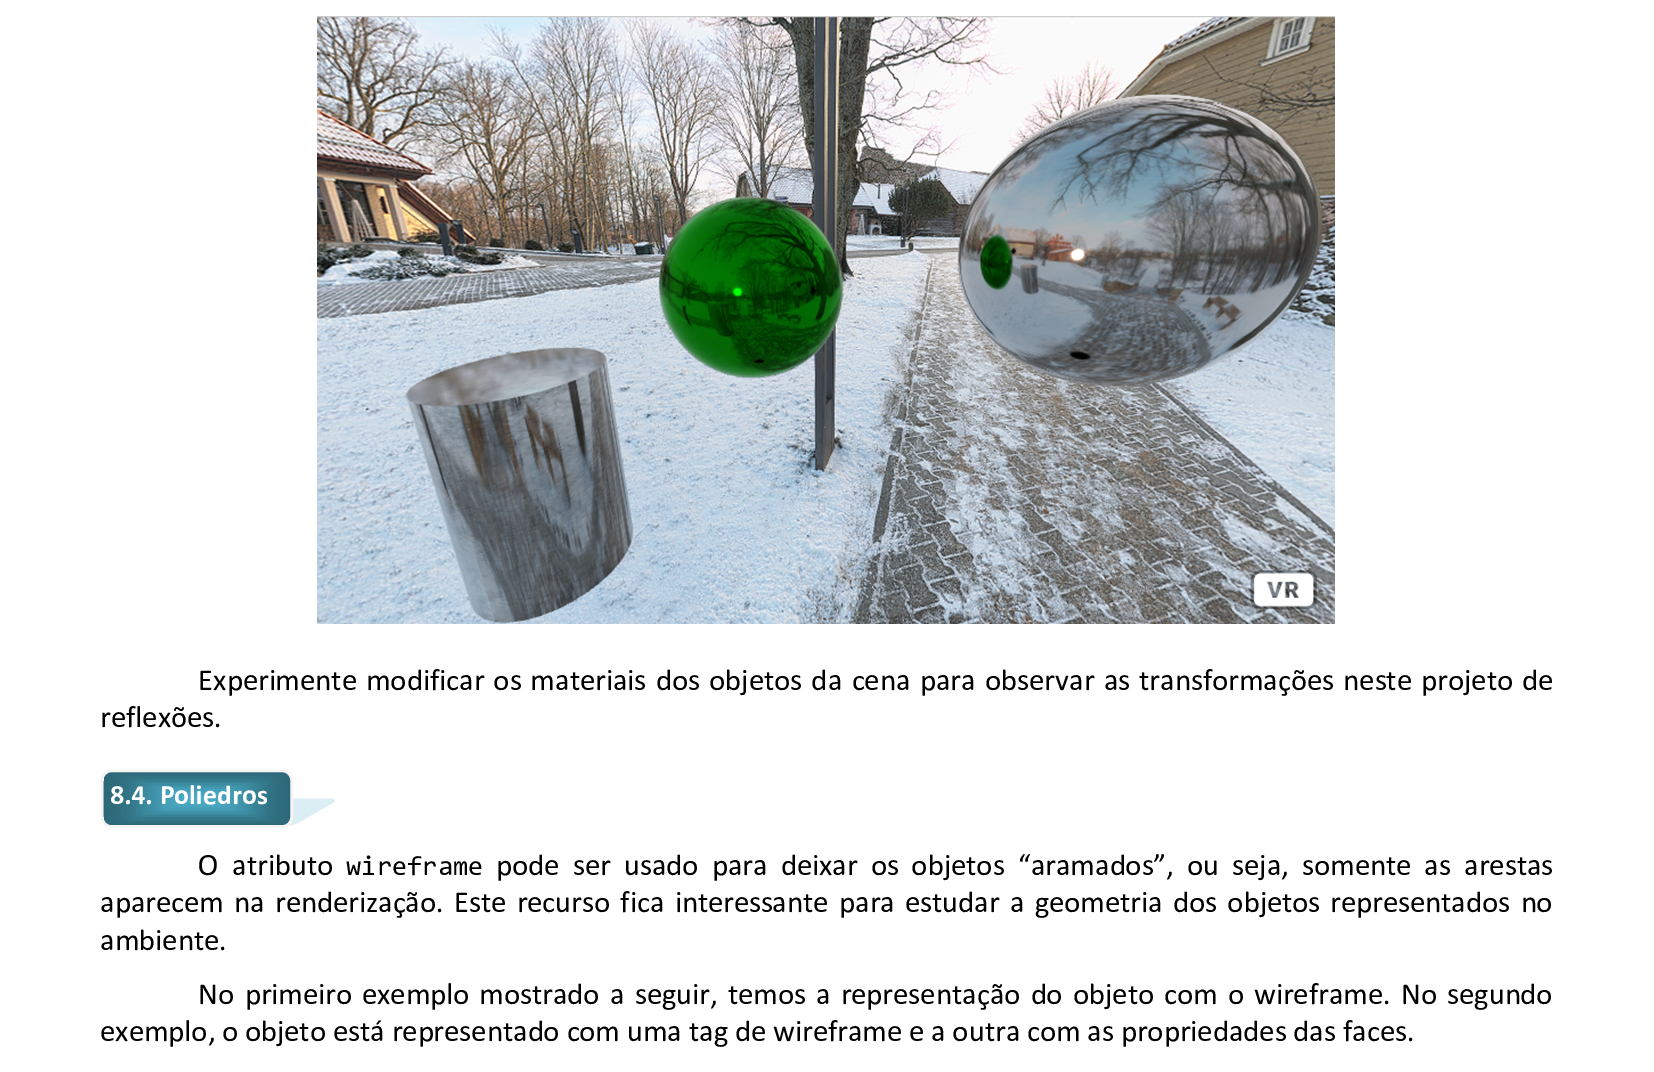 VR
Experimente modificar os materiais dos objetos da cena para observar as transformações neste projeto de
reflexões.
8.4. Poliedros
O atributo wireframe pode ser usado para deixar os objetos “aramados”, ou seja, somente as arestas
aparecem na renderização. Este recurso fica interessante para estudar a geometria dos objetos representados no
ambiente.
No primeiro exemplo mostrado a seguir, temos a representação do objeto com o wireframe. No segundo
exemplo, o objeto está representado com uma tag de wireframe e a outra com as propriedades das faces.